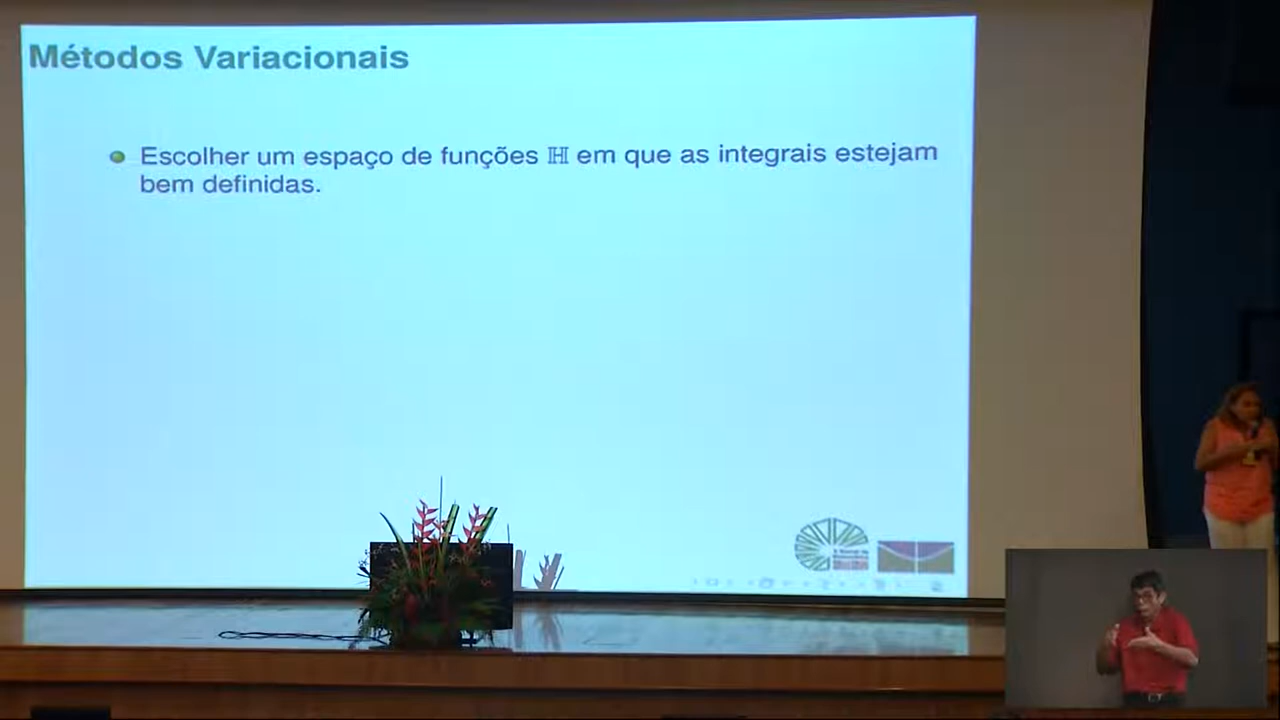 Métodos Variacionais
Escolher um espaço de funções ℍ em que as integrais estejam
bem definidas.